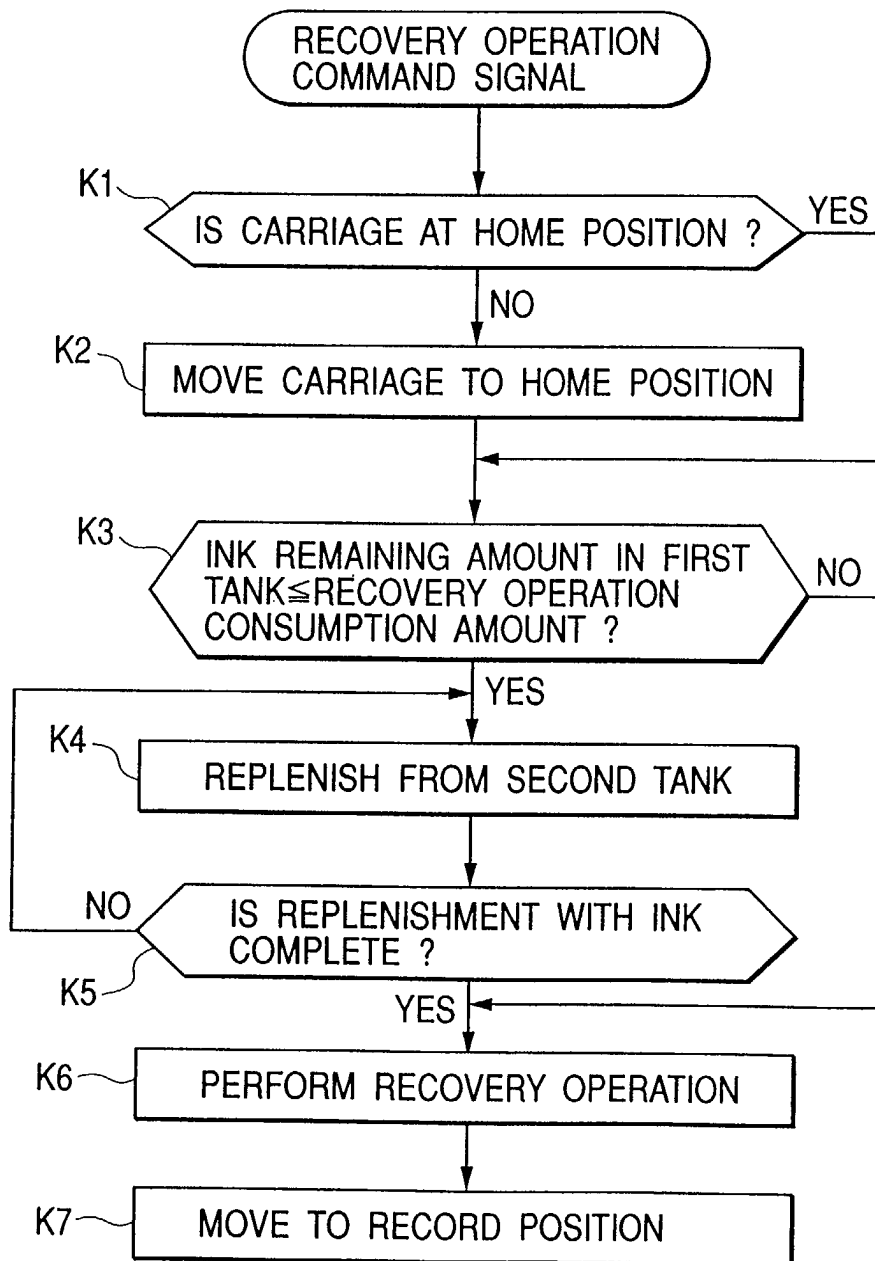 RECOVERY OPERATION
COMMAND SIGNAL
K1
IS CARRIAGE AT HOME POSITION ?
YES
NO
K2
MOVE CARRIAGE TO HOME POSITION
K3
INK REMAINING AMOUNT IN FIRST
TANK≦RECOVERY OPERATION
CONSUMPTION AMOUNT ?
NO
YES
K4
REPLENISH FROM SECOND TANK
NO
IS REPLENISHMENT WITH INK
COMPLETE ?
K5
YES
K6
PERFORM RECOVERY OPERATION
K7
MOVE TO RECORD POSITION